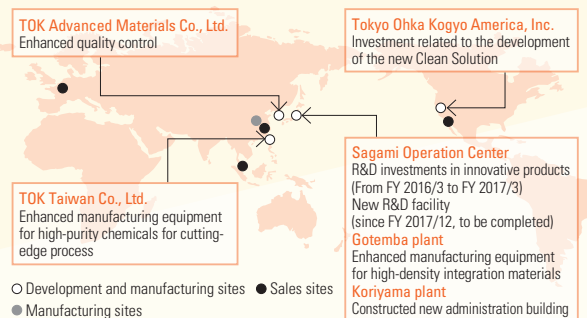 TOK Advanced Materials Co., Ltd.
Enhanced quality control
Tokyo Ohka Kogyo America, Inc.
Investment related to the development
of the new Clean Solution
TOK Taiwan Co., Ltd.
Enhanced manufacturing equipment
for high-purity chemicals for cutting-
edge process
Sagami Operation Center
R&D investments in innovative products
(From FY 2016/3 to FY 2017/3)
New R&D facility
(since FY 2017/12, to be completed)
Gotemba plant
Enhanced manufacturing equipment
for high-density integration materials
Koriyama plant
Constructed new administration building
Development and manufacturing sites
Sales sites
Manufacturing sites